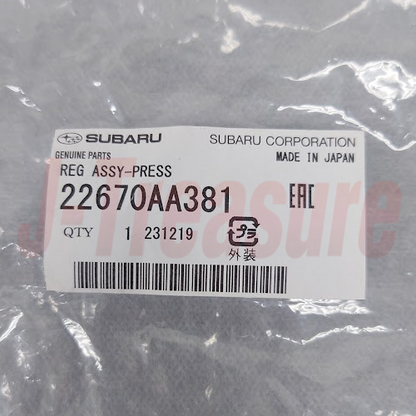 SUBARU SUBARU CORPORATION
GENUINE PARTS MADE IN JAPAN
REG ASSY-PRESS
22670AA381 EAC
QTY 1 231219 プラ
外装
J-Treasure